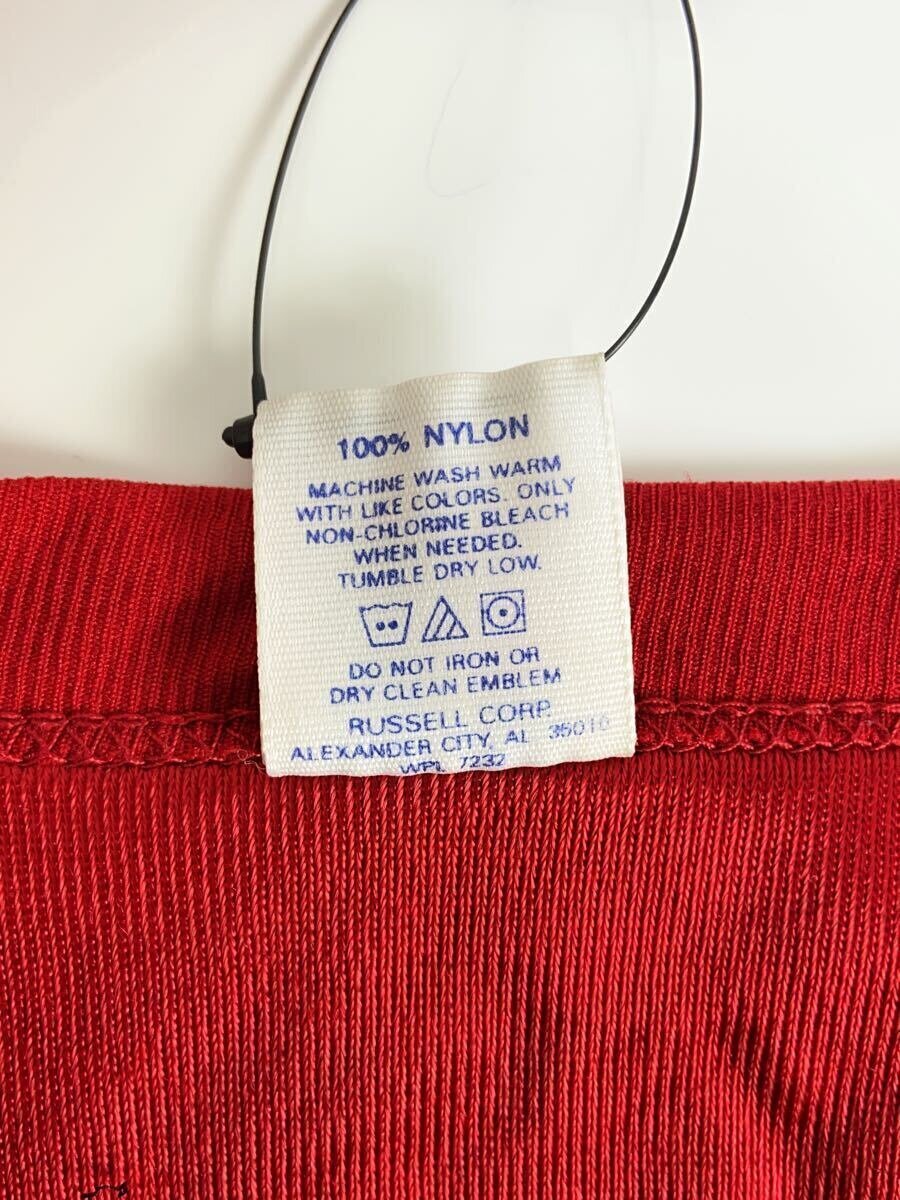 100% NYLON
MACHINE WASH WARM
WITH LIKE COLORS. ONLY
NON-CHLORINE BLEACH
WHEN NEEDED.
TUMBLE DRY LOW.
DO NOT IRON OR
DRY CLEAN EMBLEM
RUSSELL CORP.
ALEXANDER CITY, AL 35010
WPL 7232